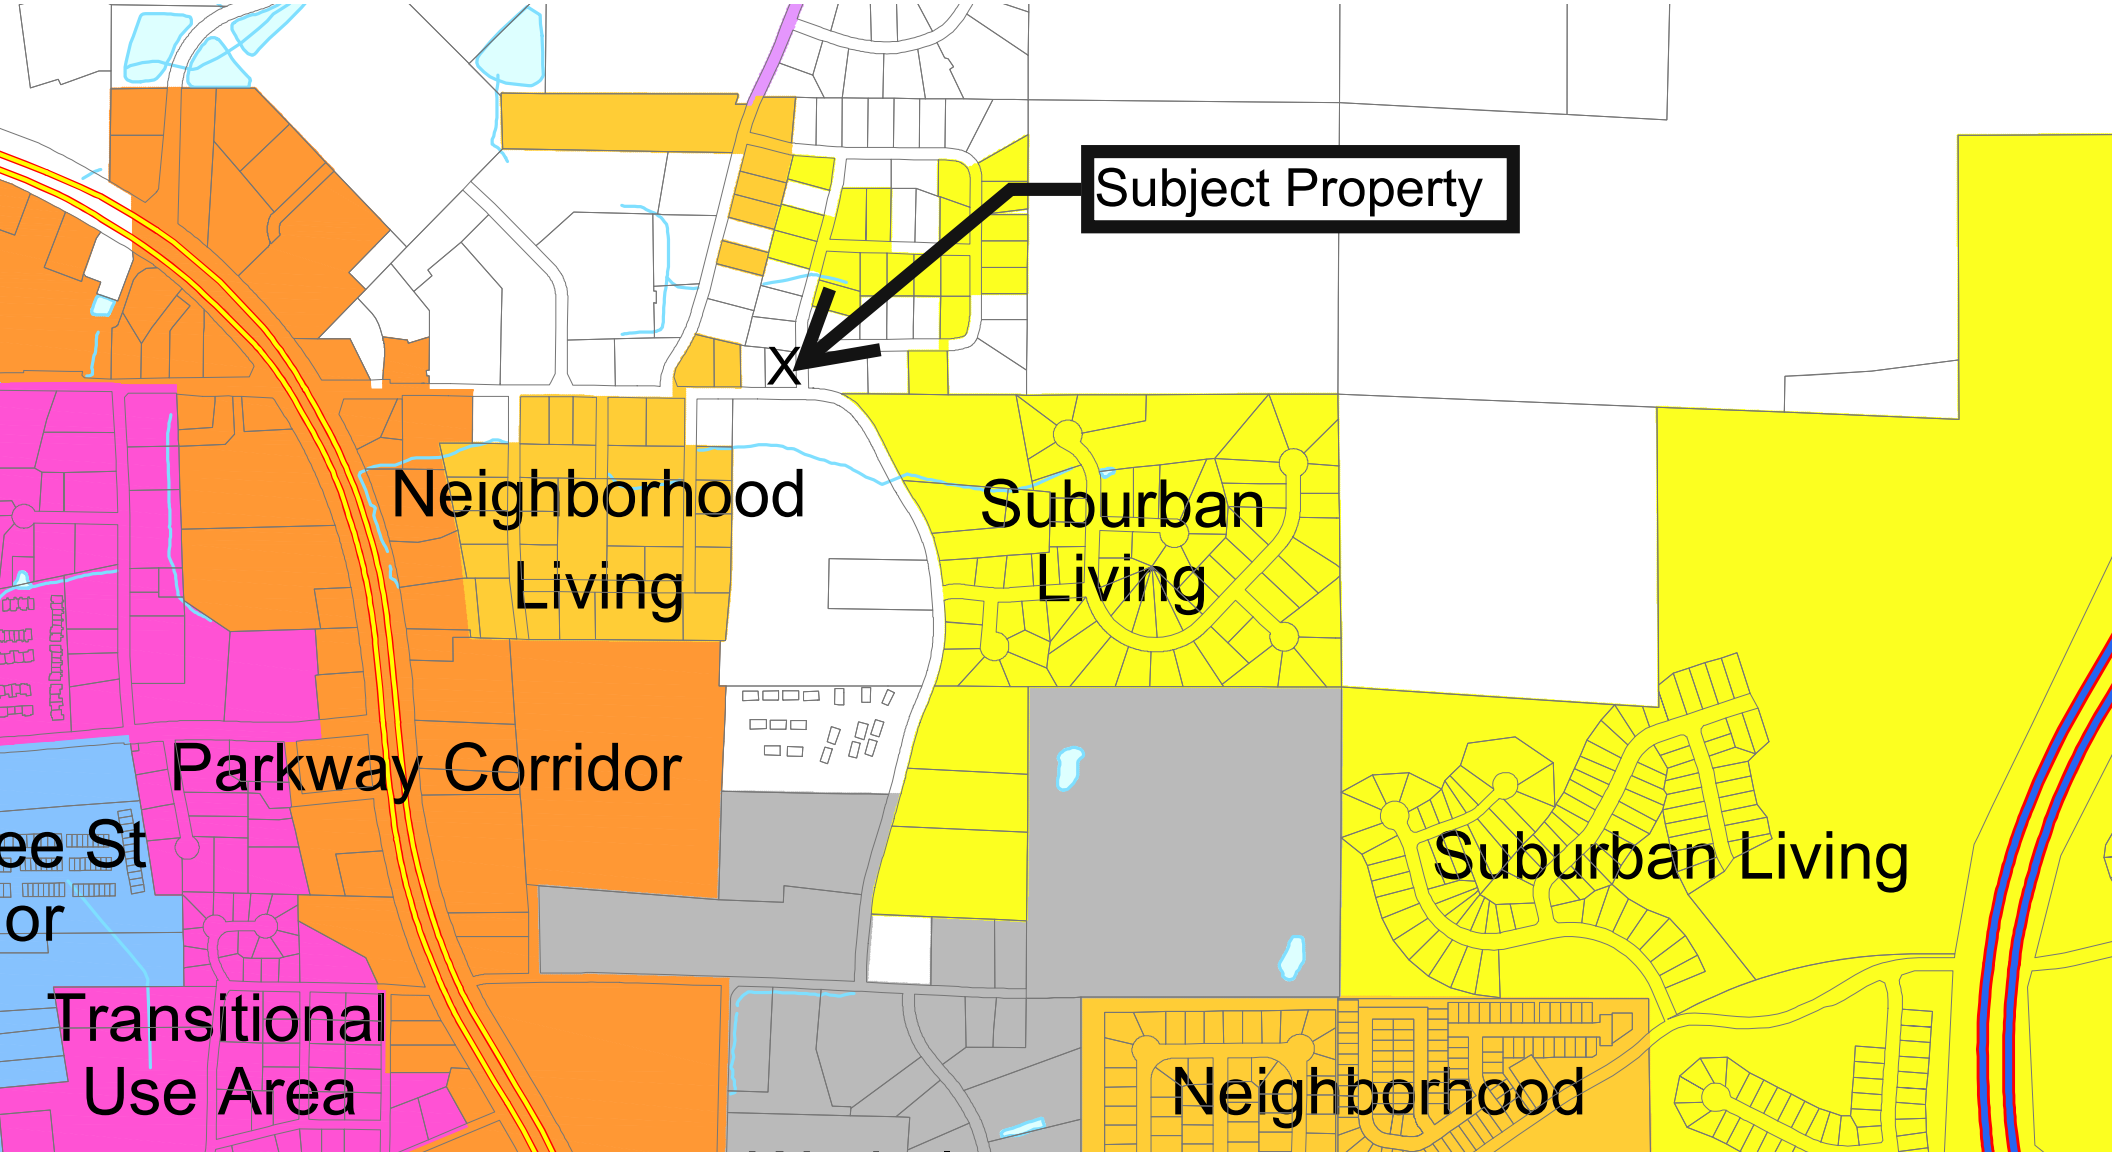 Subject Property
X
Neighborhood
Living
Suburban
Living
Parkway Corridor
Suburban Living
ee St
or
Transitional
Use Area
Neighborhood